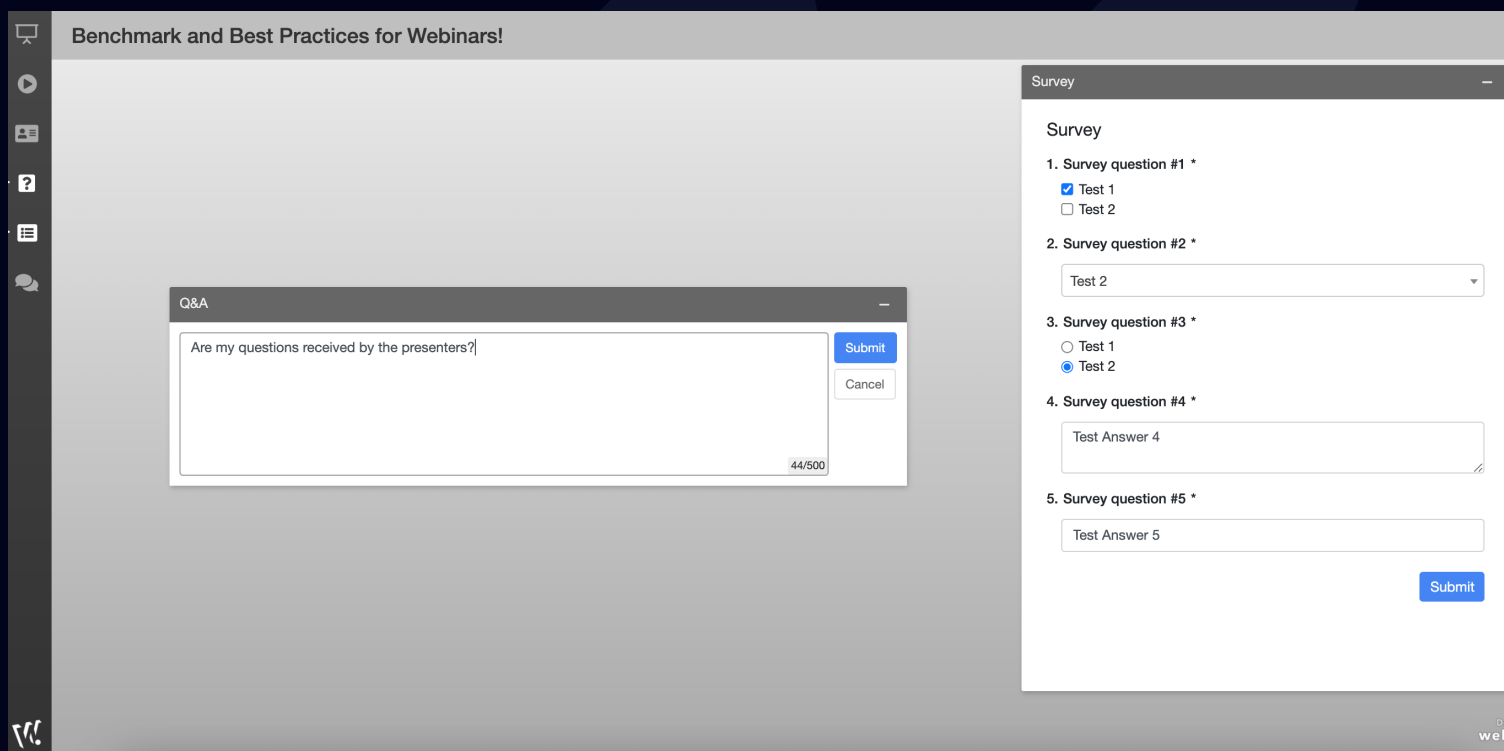 Benchmark and Best Practices for Webinars!
Q&A
Are my questions received by the presenters?
44/500
Submit
Cancel
Survey
Survey
1. Survey question #1 *
Test 1
Test 2
2. Survey question #2 *
Test 2
3. Survey question #3 *
Test 1
Test 2
4. Survey question #4 *
Test Answer 4
5. Survey question #5 *
Test Answer 5
Submit
W.